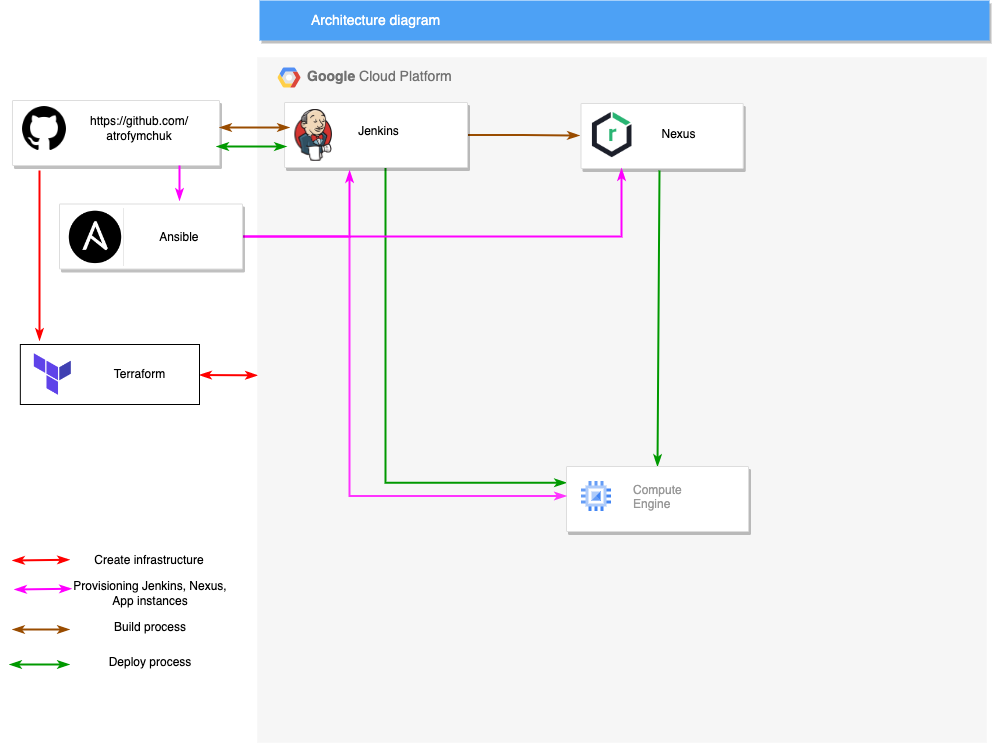 Architecture diagram
Google Cloud Platform
https://github.com/
atrofymchuk
Jenkins
Nexus
r
Ansible
Terraform
Compute
Engine
Create infrastructure
Provisioning Jenkins, Nexus,
App instances
Build process
Deploy process